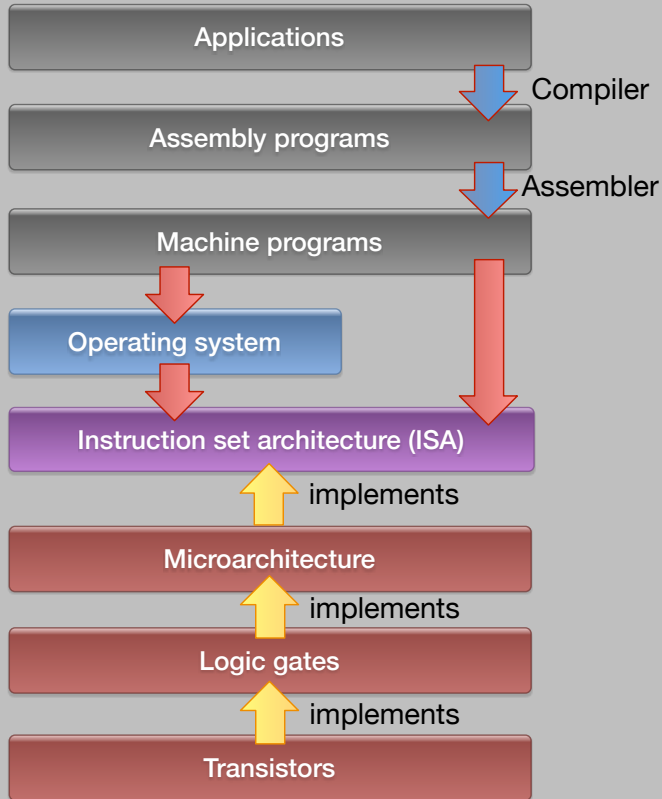 Applications
Compiler
Assembly programs
Assembler
Machine programs
Operating system
Instruction set architecture (ISA)
implements
Microarchitecture
implements
Logic gates
implements
Transistors